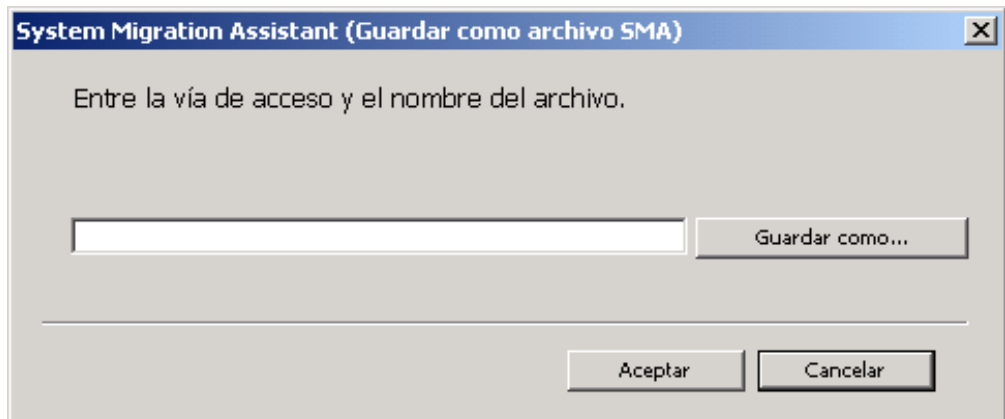 System Migration Assistant (Guardar como archivo SMA)
Entre la vía de acceso y el nombre del archivo.
Guardar como...
Aceptar
Cancelar